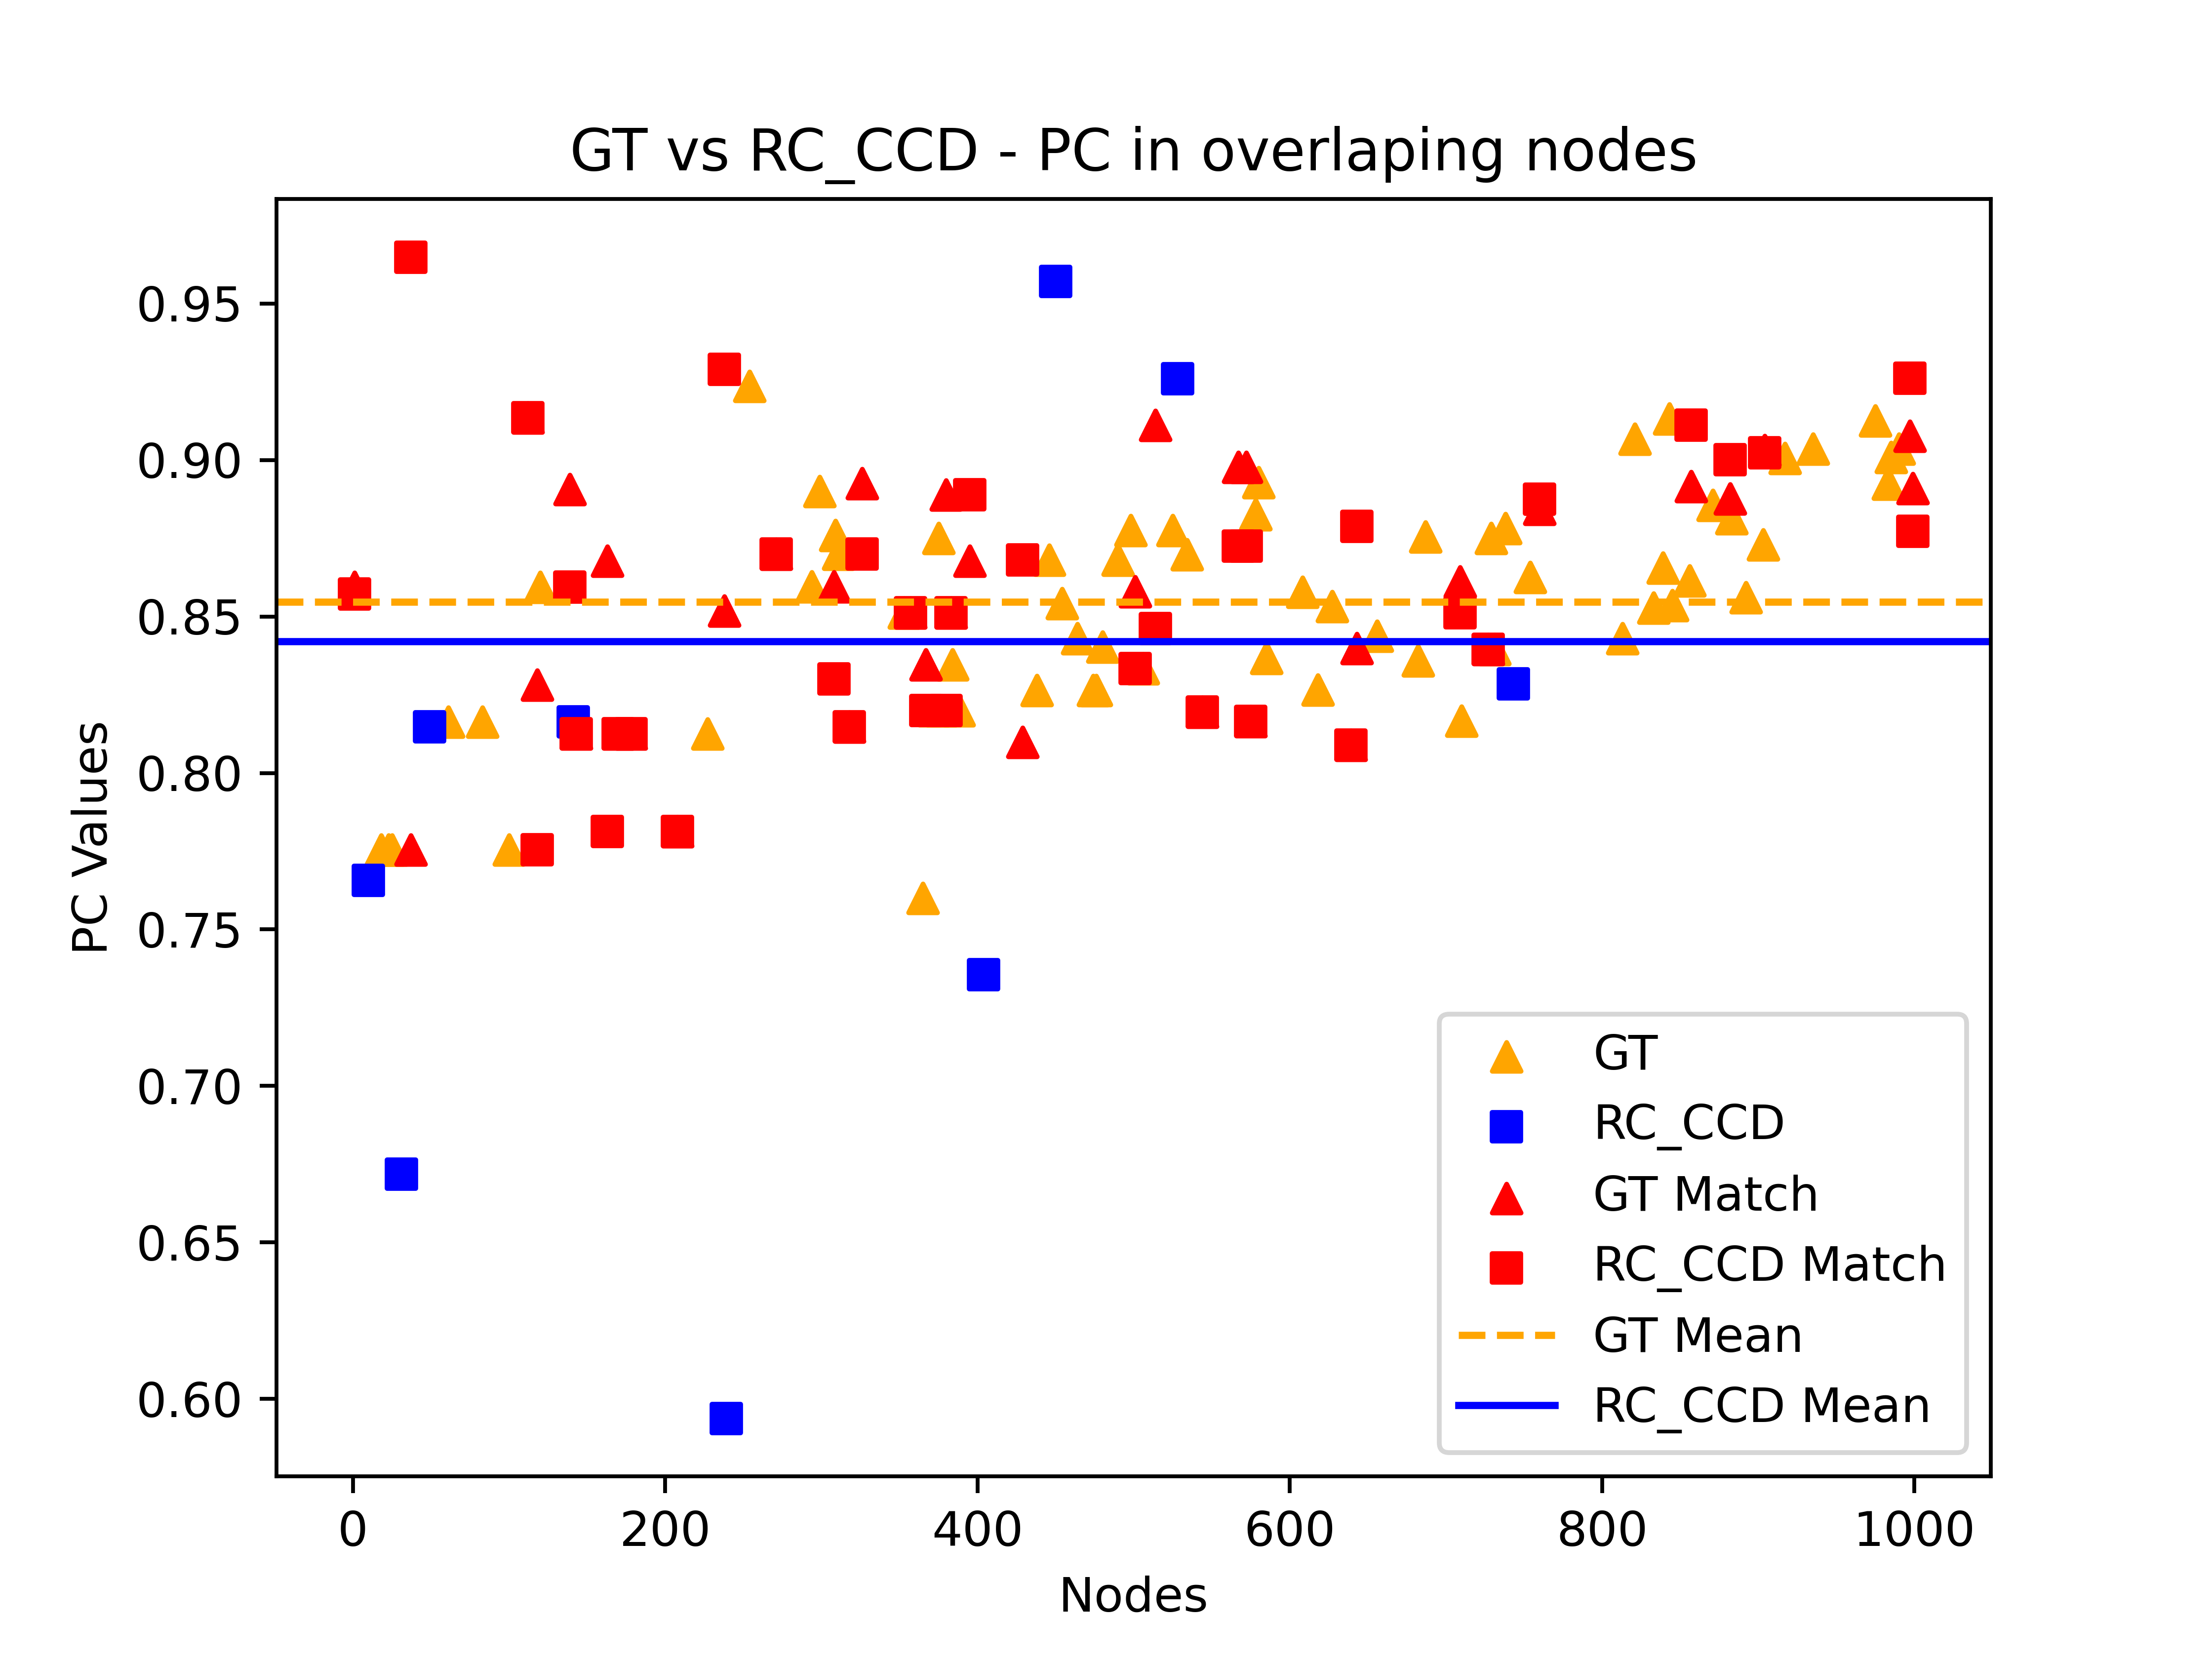 GT vs RC_CCD - PC in overlaping nodes
PC Values
0.95
0.90
0.85
0.80
0.75
0.70
0.65
0.60
GT
RC_CCD
GT Match
RC_CCD Match
GT Mean
RC_CCD Mean
0 200 400 600 800 1000
Nodes